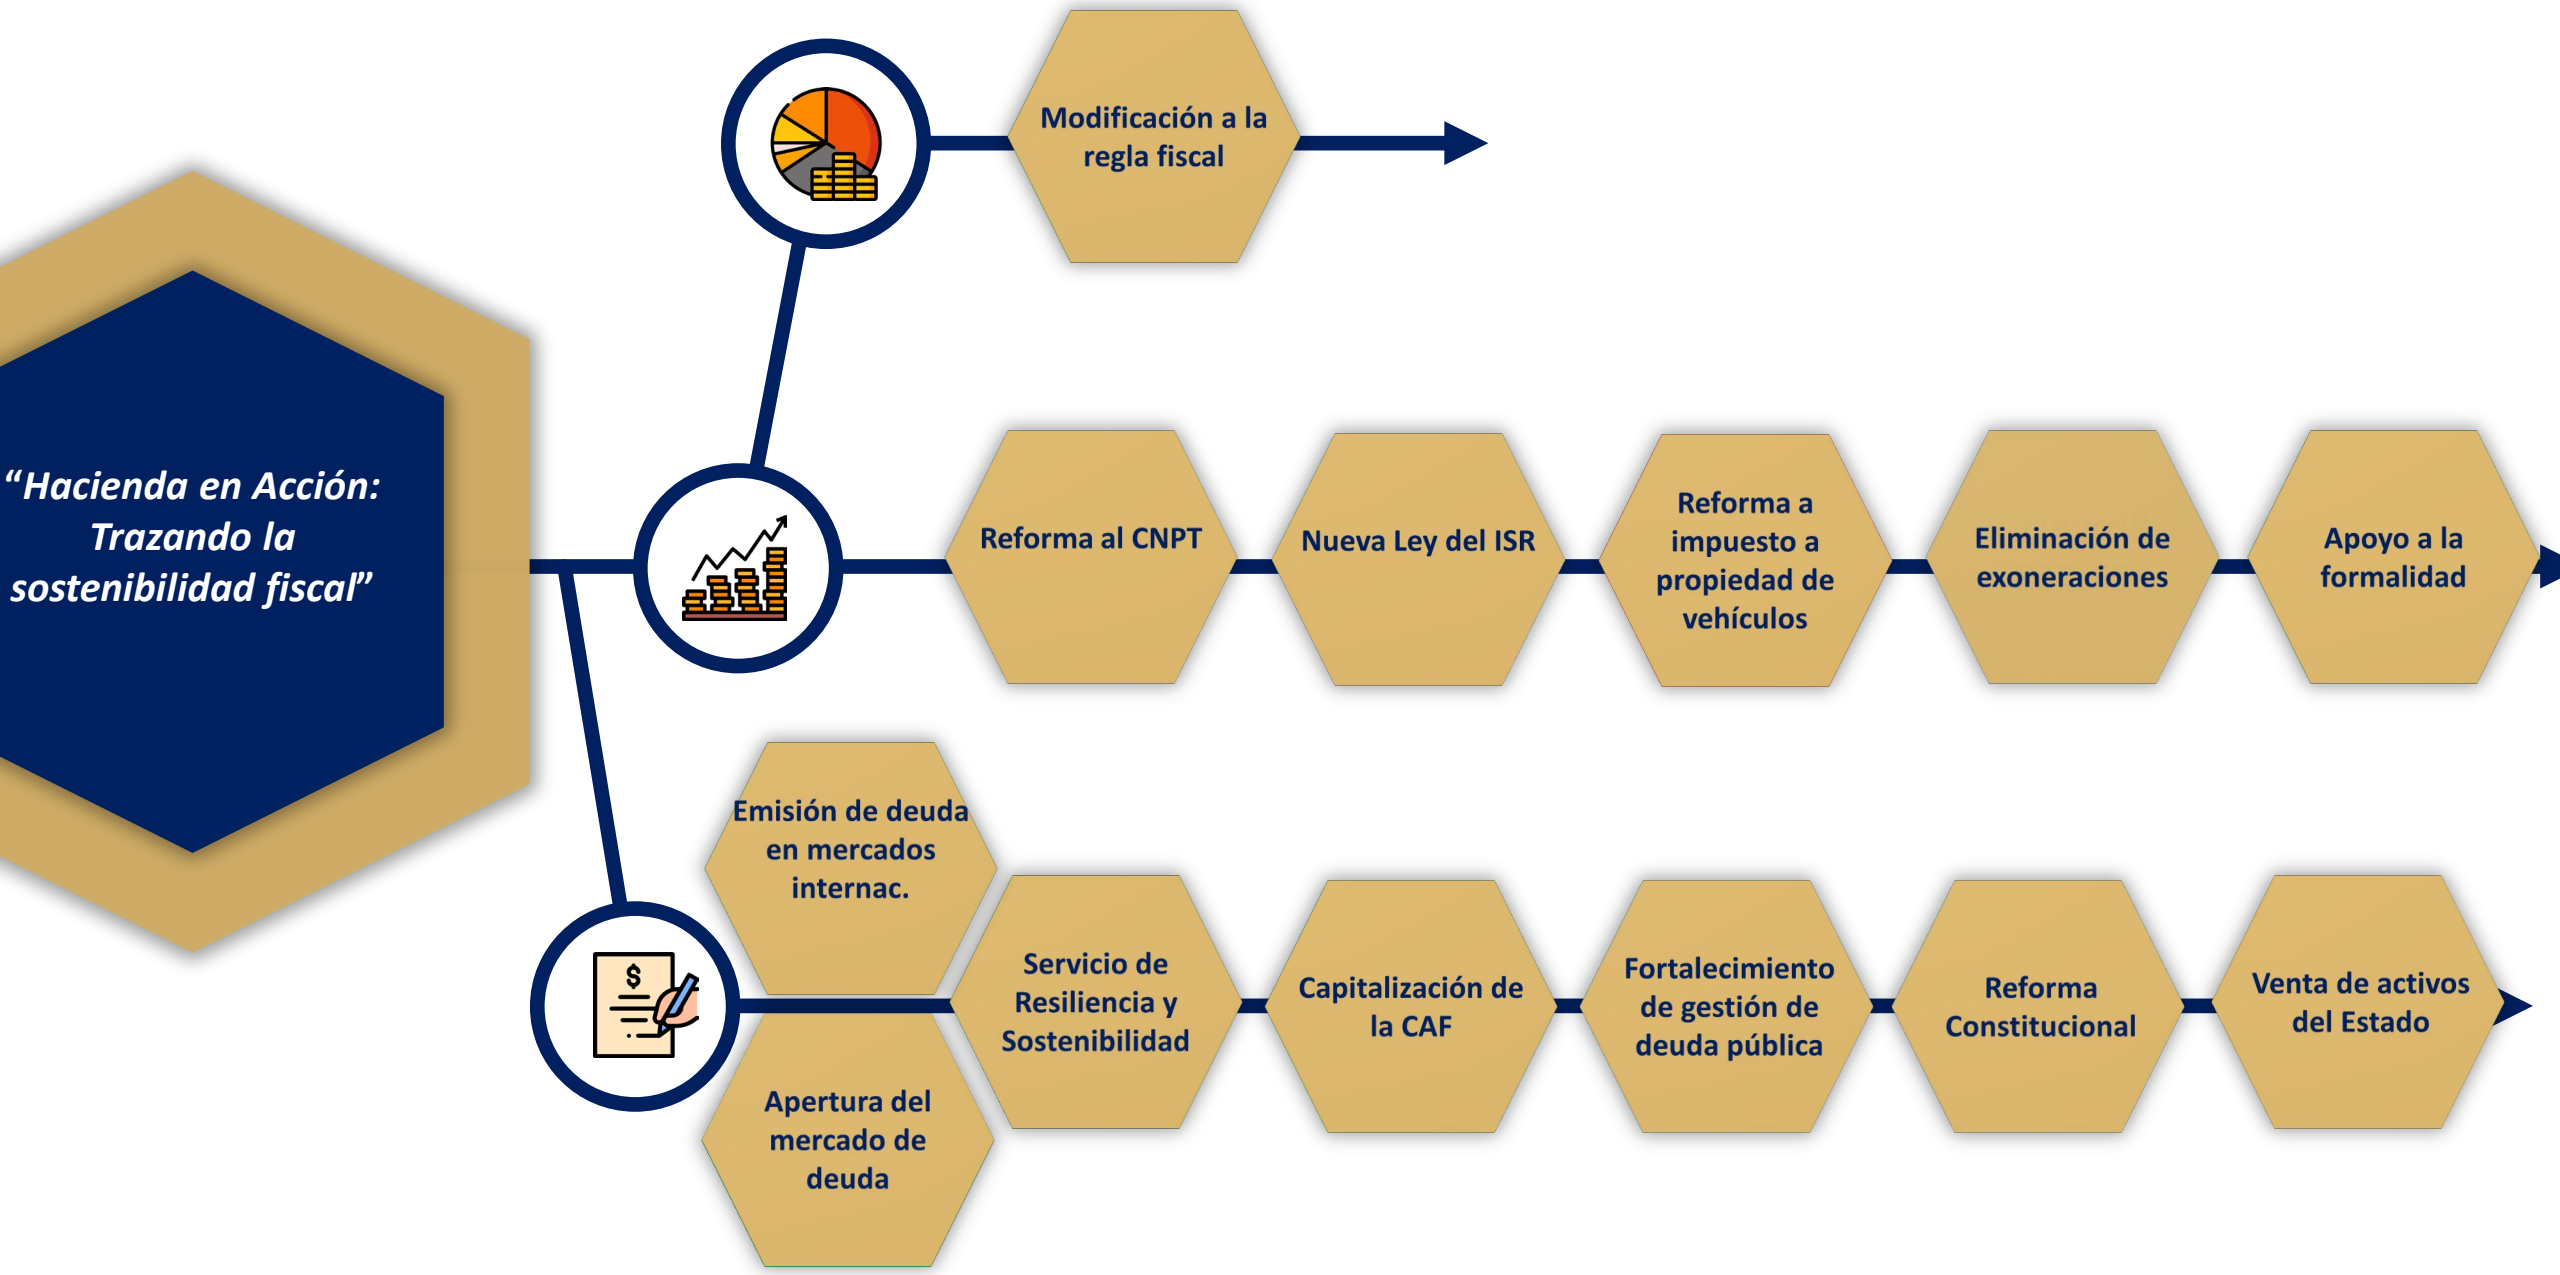 “Hacienda en Acción:
Trazando la
sostenibilidad fiscal”
Modificación a la
regla fiscal
Reforma al CNPT
Nueva Ley del ISR
Reforma a
impuesto a
propiedad de
vehículos
Eliminación de
exoneraciones
Apoyo a la
formalidad
Emisión de deuda
en mercados
internac.
Apertura del
mercado de
deuda
Servicio de
Resiliencia y
Sostenibilidad
Capitalización de
la CAF
Fortalecimiento
de gestión de
deuda pública
Reforma
Constitucional
Venta de activos
del Estado
$